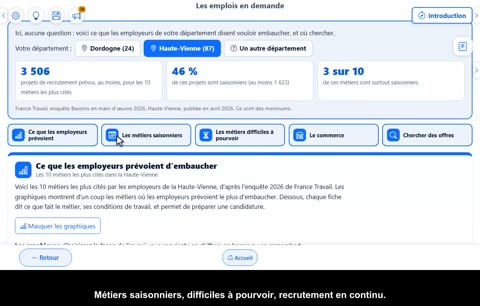 Les emplois en demande
Introduction
Ici, aucune question : voici ce que les employeurs de votre département disent vouloir embaucher, et où chercher.
Votre département :
Dordogne (24)
Haute-Vienne (87)
Un autre département
3 506
projets de recrutement prévus, au moins, pour les 10
métiers les plus cités
46 %
de ces projets sont saisonniers (au moins 1 623)
3 sur 10
de ces métiers sont surtout saisonniers
France Travail, enquête Besoins en main-d'œuvre 2026, Haute-Vienne, publiée en avril 2026. Ce sont des minimums.
Ce que les employeurs
prévoient
Les métiers saisonniers
Les métiers difficiles à
pourvoir
Le commerce
Chercher des offres
Ce que les employeurs prévoient d'embaucher
Les 10 métiers les plus cités dans la Haute-Vienne
Voici les 10 métiers les plus cités par les employeurs de la Haute-Vienne, d'après l'enquête 2026 de France Travail. Les
graphiques montrent d'un coup les métiers où les employeurs prévoient le plus d'embauche. Dessous, chaque fiche
dit ce que fait le métier, ses conditions de travail, et permet de préparer une candidature.
Masquer les graphiques
← Retour
Accueil
Métiers saisonniers, difficiles à pourvoir, recrutement en continu.